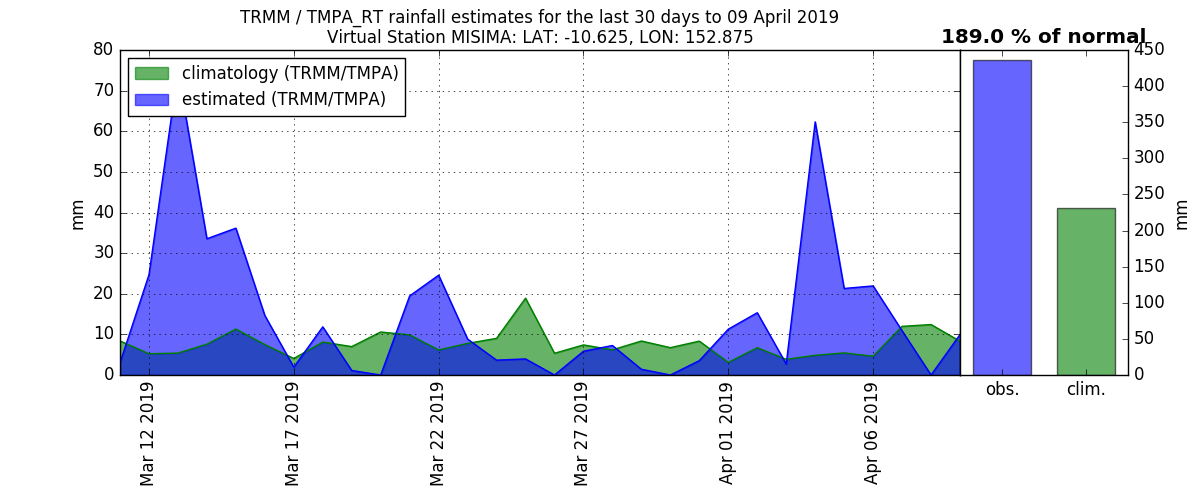 TRMM / TMPA_RT rainfall estimates for the last 30 days to 09 April 2019
Virtual Station MISIMA: LAT: -10.625, LON: 152.875
189.0 % of normal
climatology (TRMM/TMPA)
estimated (TRMM/TMPA)
mm
80
70
60
50
40
30
20
10
0
Mar 12 2019
Mar 17 2019
Mar 22 2019
Mar 27 2019
Apr 01 2019
Apr 06 2019
450
400
350
300
250
200
150
100
50
0
mm
obs.
clim.